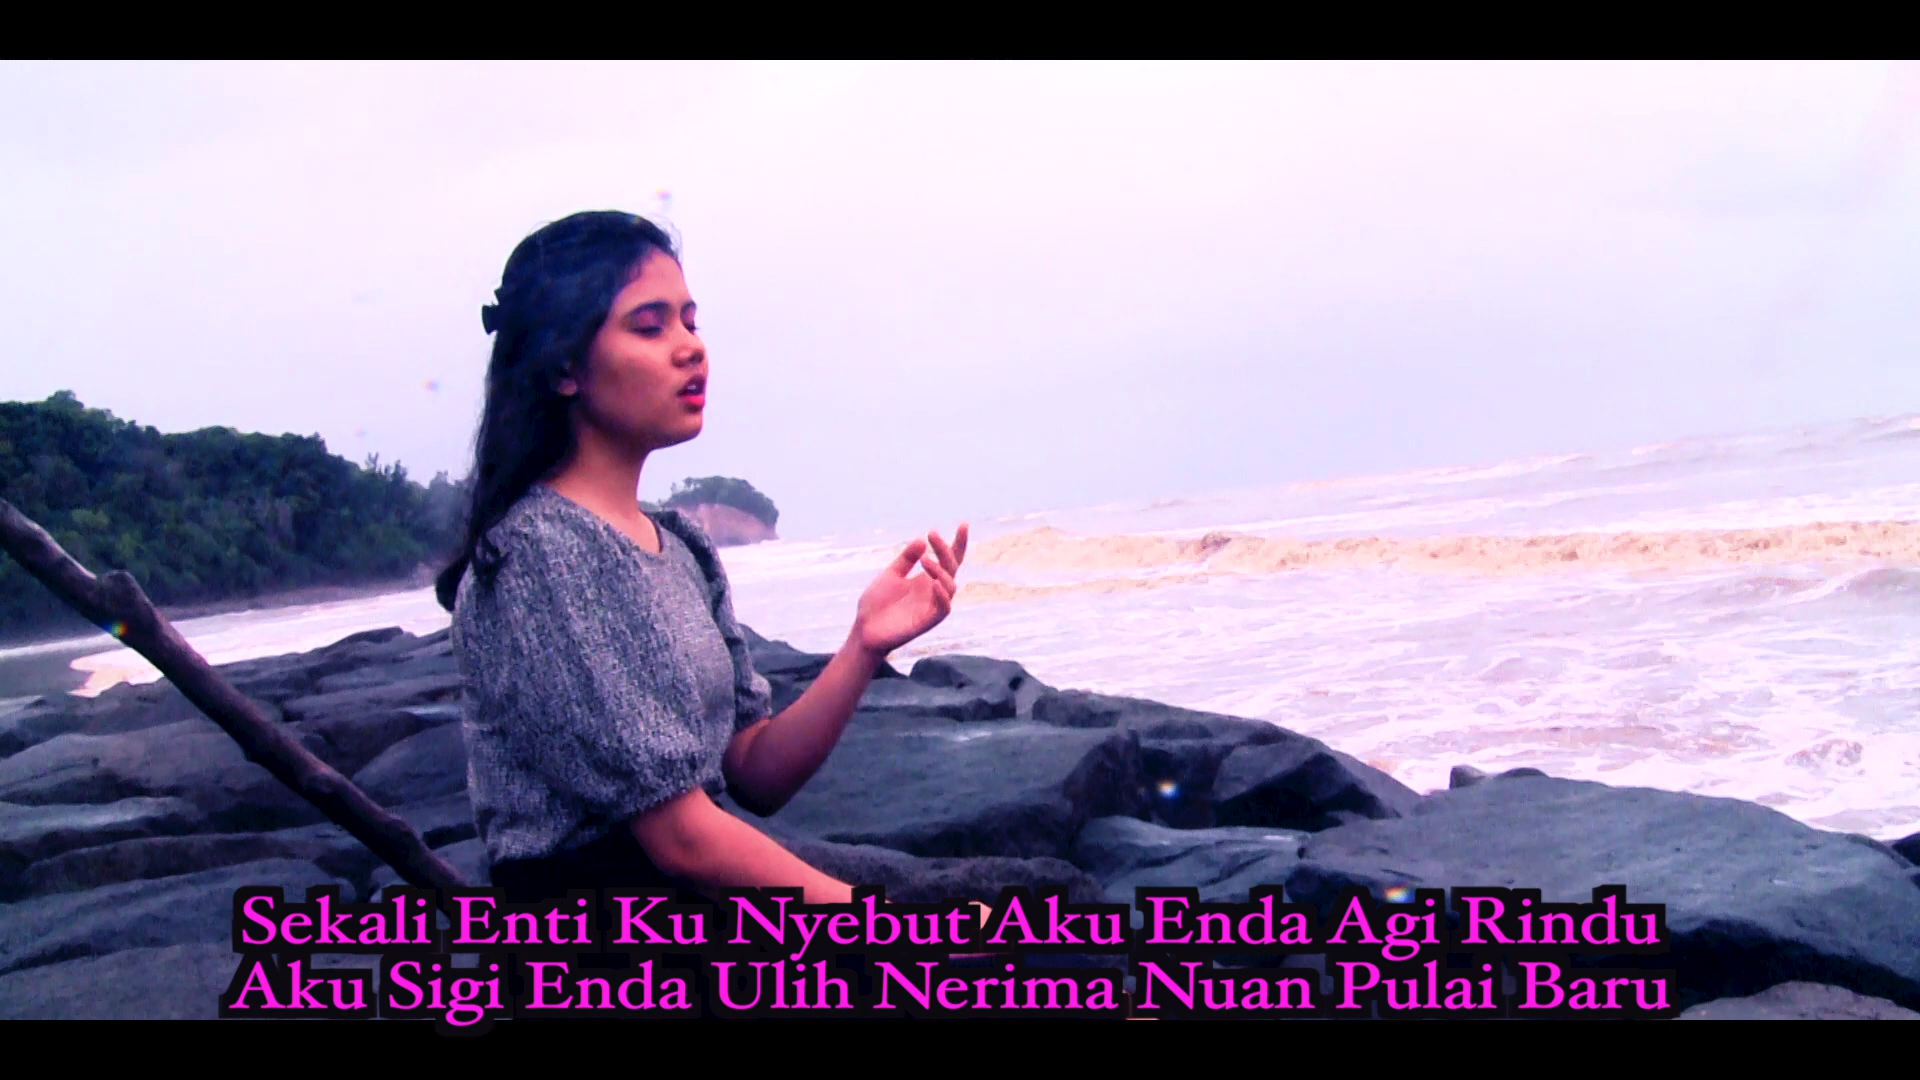 Sekali Enti Ku Nyebut Aku Enda Agi Rindu
Aku Sigi Enda Ulih Nerima Nuan Pulai Baru